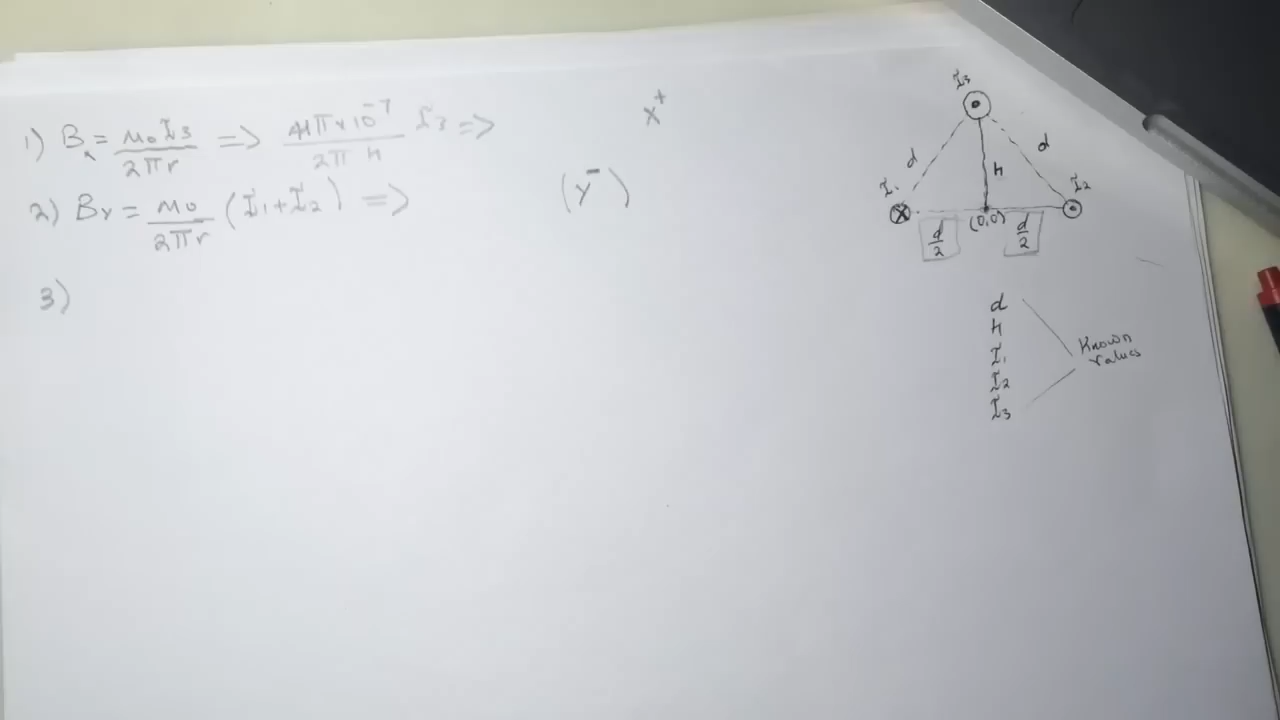 1) Bₓ = μ₀ I₃ / 2πr => 4π×10⁻⁷ / 2π h I₃ => x⁺
2) By = μ₀ / 2πr (I₁+I₂) => (y⁻)
3)
I₃
d
d
h
I₁
I₂
(0,0)
d/2
d/2
d
h
I₁
I₂
I₃
Known
values